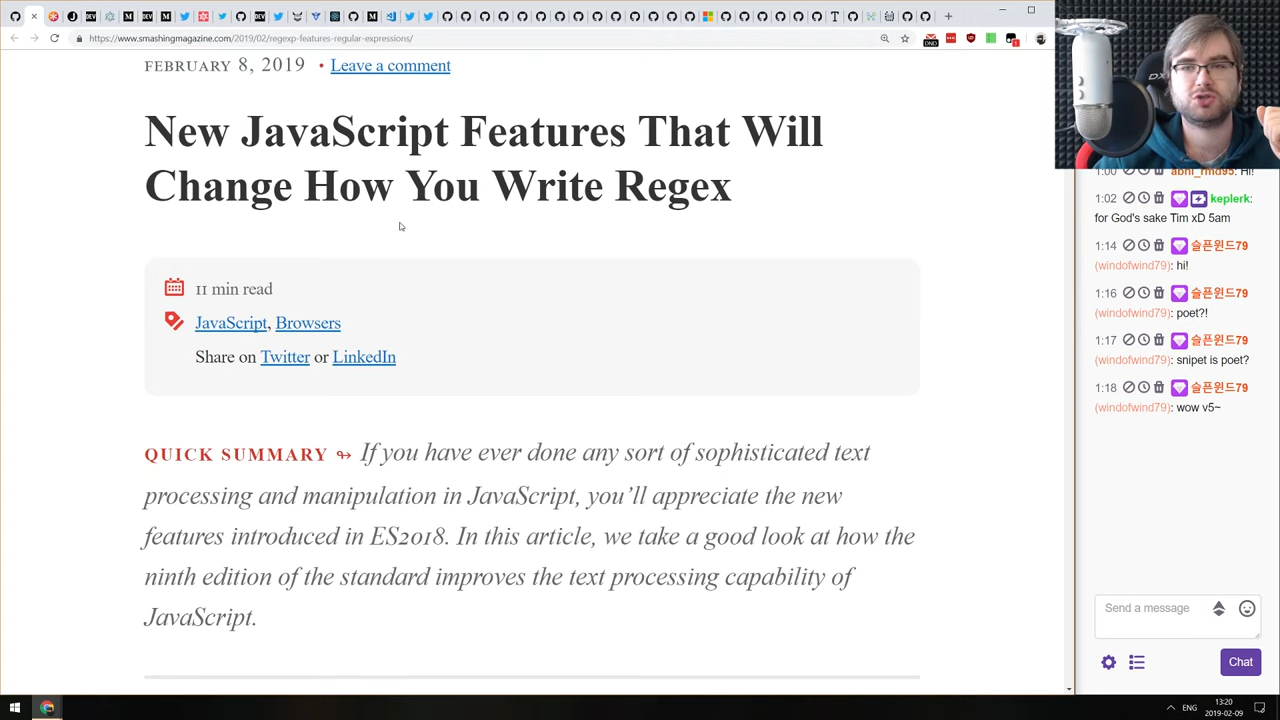 https://www.smashingmagazine.com/2019/02/regexp-features-regular-expressions/
DND
1
FEBRUARY 8, 2019 • Leave a comment
New JavaScript Features That Will
Change How You Write Regex
11 min read
JavaScript, Browsers
Share on Twitter or LinkedIn
QUICK SUMMARY ↬ If you have ever done any sort of sophisticated text
processing and manipulation in JavaScript, you’ll appreciate the new
features introduced in ES2018. In this article, we take a good look at how the
ninth edition of the standard improves the text processing capability of
JavaScript.
1:00 abhi_rmd95: Hi!
1:02 keplerk:
for God's sake Tim xD 5am
1:14 슬픈윈드79
(windofwind79): hi!
1:16 슬픈윈드79
(windofwind79): poet?!
1:17 슬픈윈드79
(windofwind79): snipet is poet?
1:18 슬픈윈드79
(windofwind79): wow v5~
Send a message
Chat
ENG
13:20
2019-02-09